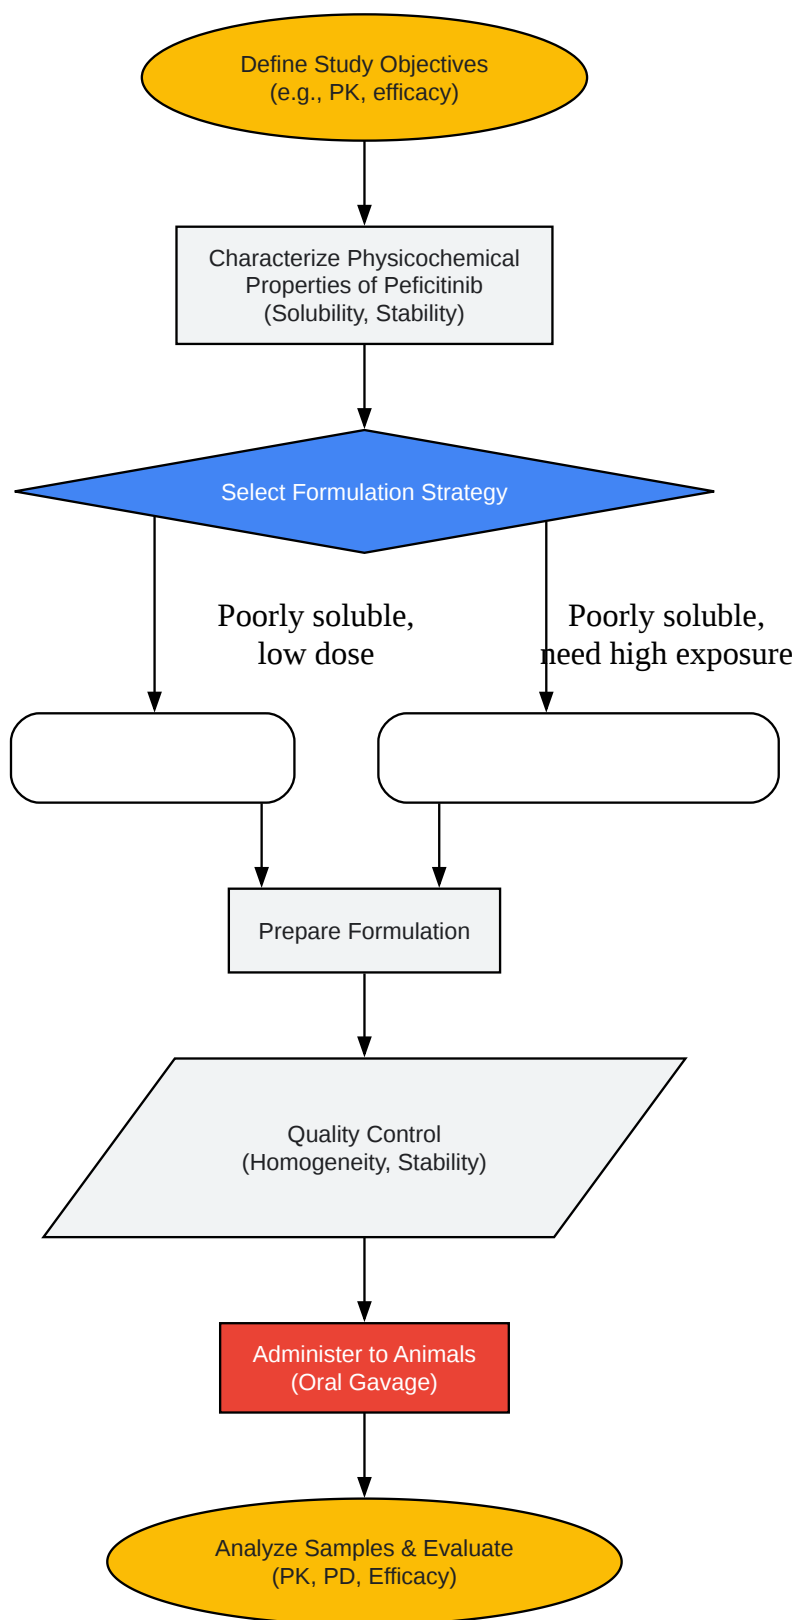 Define Study Objectives
(e.g., PK, efficacy)
Characterize Physicochemical
Properties of Peficitinib
(Solubility, Stability)
Select Formulation Strategy
Poorly soluble,
low dose
Poorly soluble,
need high exposure
Prepare Formulation
Quality Control
(Homogeneity, Stability)
Administer to Animals
(Oral Gavage)
Analyze Samples & Evaluate
(PK, PD, Efficacy)